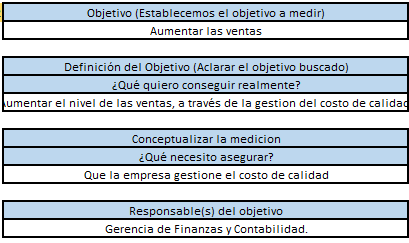 Objetivo (Establecemos el objetivo a medir)
Aumentar las ventas
Definición del Objetivo (Aclarar el objetivo buscado)
¿Qué quiero conseguir realmente?
Aumentar el nivel de las ventas, a través de la gestion del costo de calidad
Conceptualizar la medicion
¿Qué necesito asegurar?
Que la empresa gestione el costo de calidad
Responsable(s) del objetivo
Gerencia de Finanzas y Contabilidad.